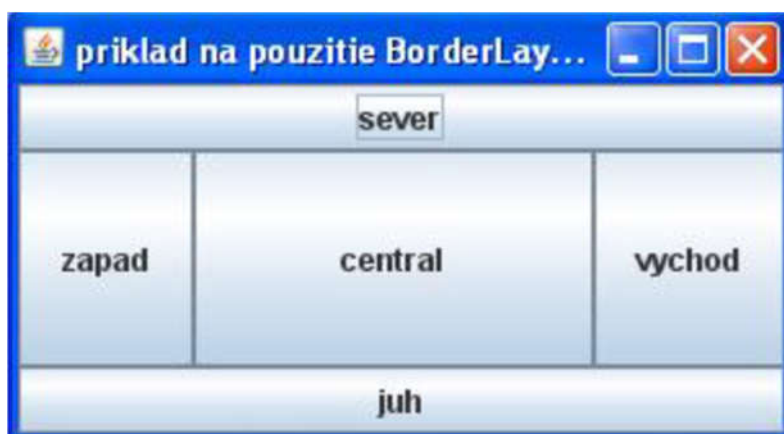 priklad na pouzitie BorderLay...
sever
zapad
central
vychod
juh